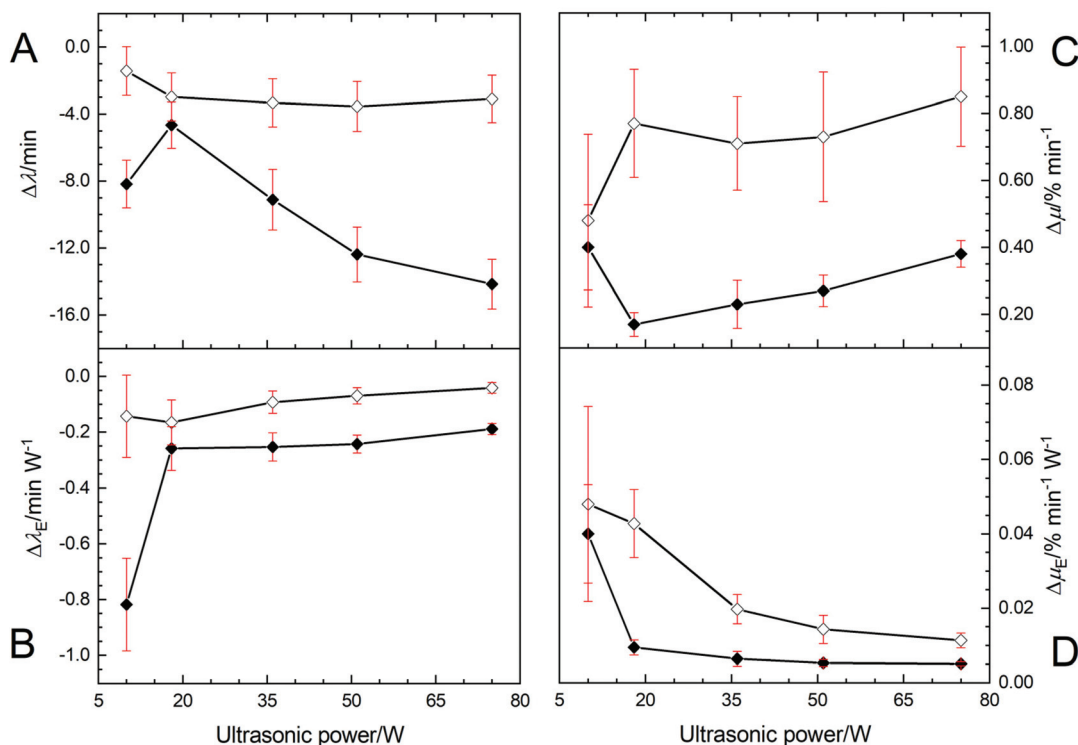 A
0.0
-4.0
-8.0
-12.0
-16.0
Δλ/min
C
1.00
0.80
0.60
0.40
0.20
Δμ/% min⁻¹
B
0.0
-0.2
-0.4
-0.6
-0.8
-1.0
Δλ_E/min W⁻¹
5 20 35 50 65 80
Ultrasonic power/W
D
0.08
0.06
0.04
0.02
0.00
Δμ_E/% min⁻¹ W⁻¹
5 20 35 50 65 80
Ultrasonic power/W